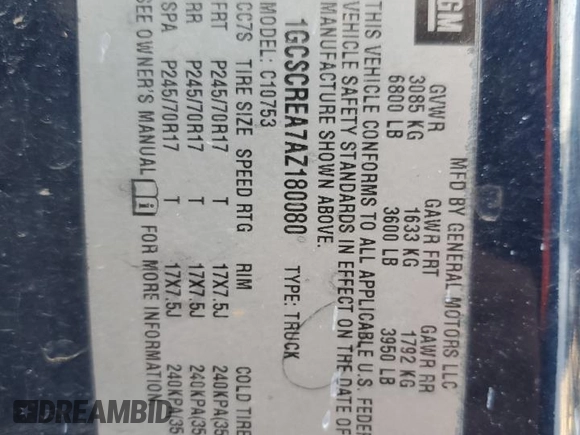 GM
MFD BY GENERAL MOTORS LLC
GVWR GAWR FRT GAWR RR
3085 KG 1633 KG 1792 KG
6800 LB 3600 LB 3950 LB
THIS VEHICLE CONFORMS TO ALL APPLICABLE U.S. FEDER
VEHICLE SAFETY STANDARDS IN EFFECT ON THE DATE OF
MANUFACTURE SHOWN ABOVE.
1GCSCREA7AZ180080 TYPE: TRUCK
MODEL: C10753
CC7S TIRE SIZE SPEED RTG RIM COLD TIRE
FRT P245/70R17 T 17X7.5J 240KPA(35
RR P245/70R17 T 17X7.5J 240KPA(35
SPA P245/70R17 T 17X7.5J 240KPA(35
SEE OWNER'S MANUAL FOR MORE INFORMATION
DREAMBID